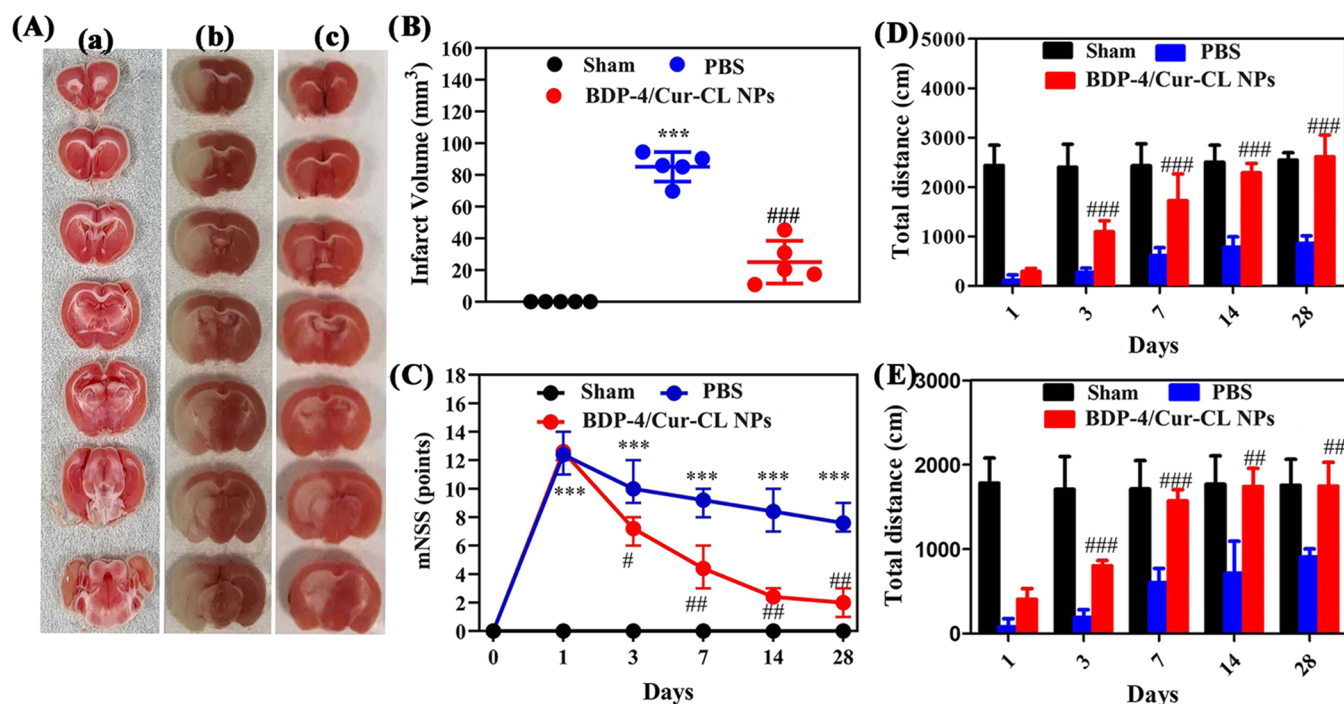 (A)
(a)
(b)
(c)
(B)
160
140
120
100
80
60
40
20
0
Infarct Volume (mm³)
Sham
PBS
BDP-4/Cur-CL NPs
***
###
(C)
18
16
14
12
10
8
6
4
2
0
mNSS (points)
Sham
PBS
BDP-4/Cur-CL NPs
***
***
***
***
***
#
##
##
##
0
1
3
7
14
28
Days
(D)
5000
4000
3000
2000
1000
0
Total distance (cm)
Sham
PBS
BDP-4/Cur-CL NPs
###
###
###
###
1
3
7
14
28
Days
(E)
3000
2000
1000
0
Total distance (cm)
Sham
PBS
BDP-4/Cur-CL NPs
###
###
##
##
1
3
7
14
28
Days